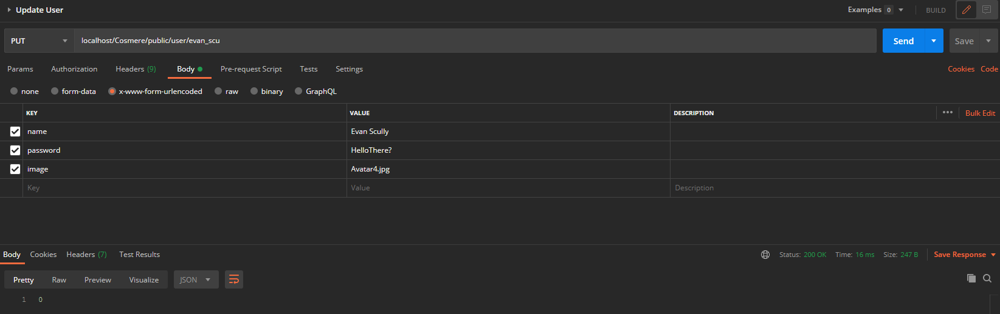 Update User Examples 0 BUILD
PUT localhost/Cosmere/public/user/evan_scu Send Save
Params Authorization Headers (9) Body Pre-request Script Tests Settings Cookies Code
none form-data x-www-form-urlencoded raw binary GraphQL
KEY VALUE DESCRIPTION ••• Bulk Edit
name Evan Scully
password HelloThere?
image Avatar4.jpg
Key Value Description
Body Cookies Headers (7) Test Results Status: 200 OK Time: 16 ms Size: 247 B Save Response
Pretty Raw Preview Visualize JSON
1 0